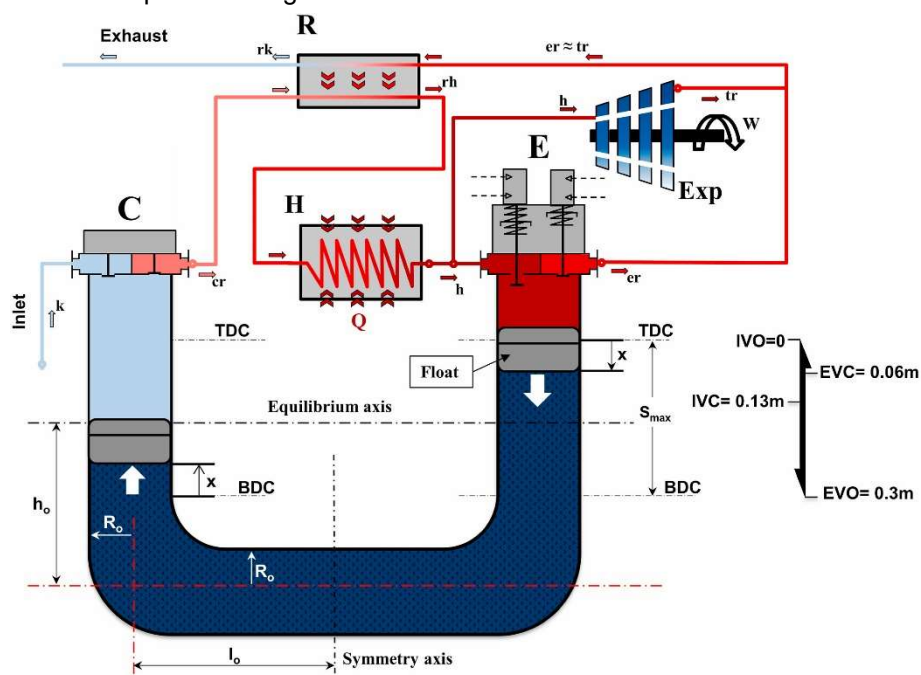 R
Exhaust
rk
er ≈ tr
rh
h
tr
W
E
Exp
C
H
cr
h
er
Q
Inlet
k
TDC
TDC
x
Float
IVO=0
EVC= 0.06m
IVC= 0.13m
Equilibrium axis
Smax
x
BDC
BDC
EVO= 0.3m
ho
Ro
Ro
lo
Symmetry axis